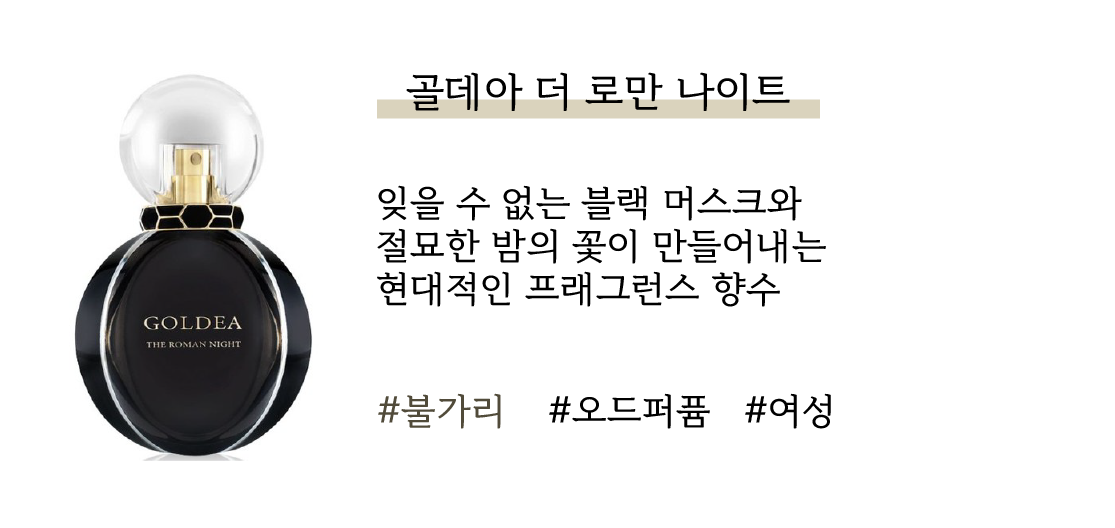 골데아 더 로만 나이트
잊을 수 없는 블랙 머스크와
절묘한 밤의 꽃이 만들어내는
현대적인 프래그런스 향수
GOLDEA
THE ROMAN NIGHT
#불가리 #오드퍼퓸 #여성